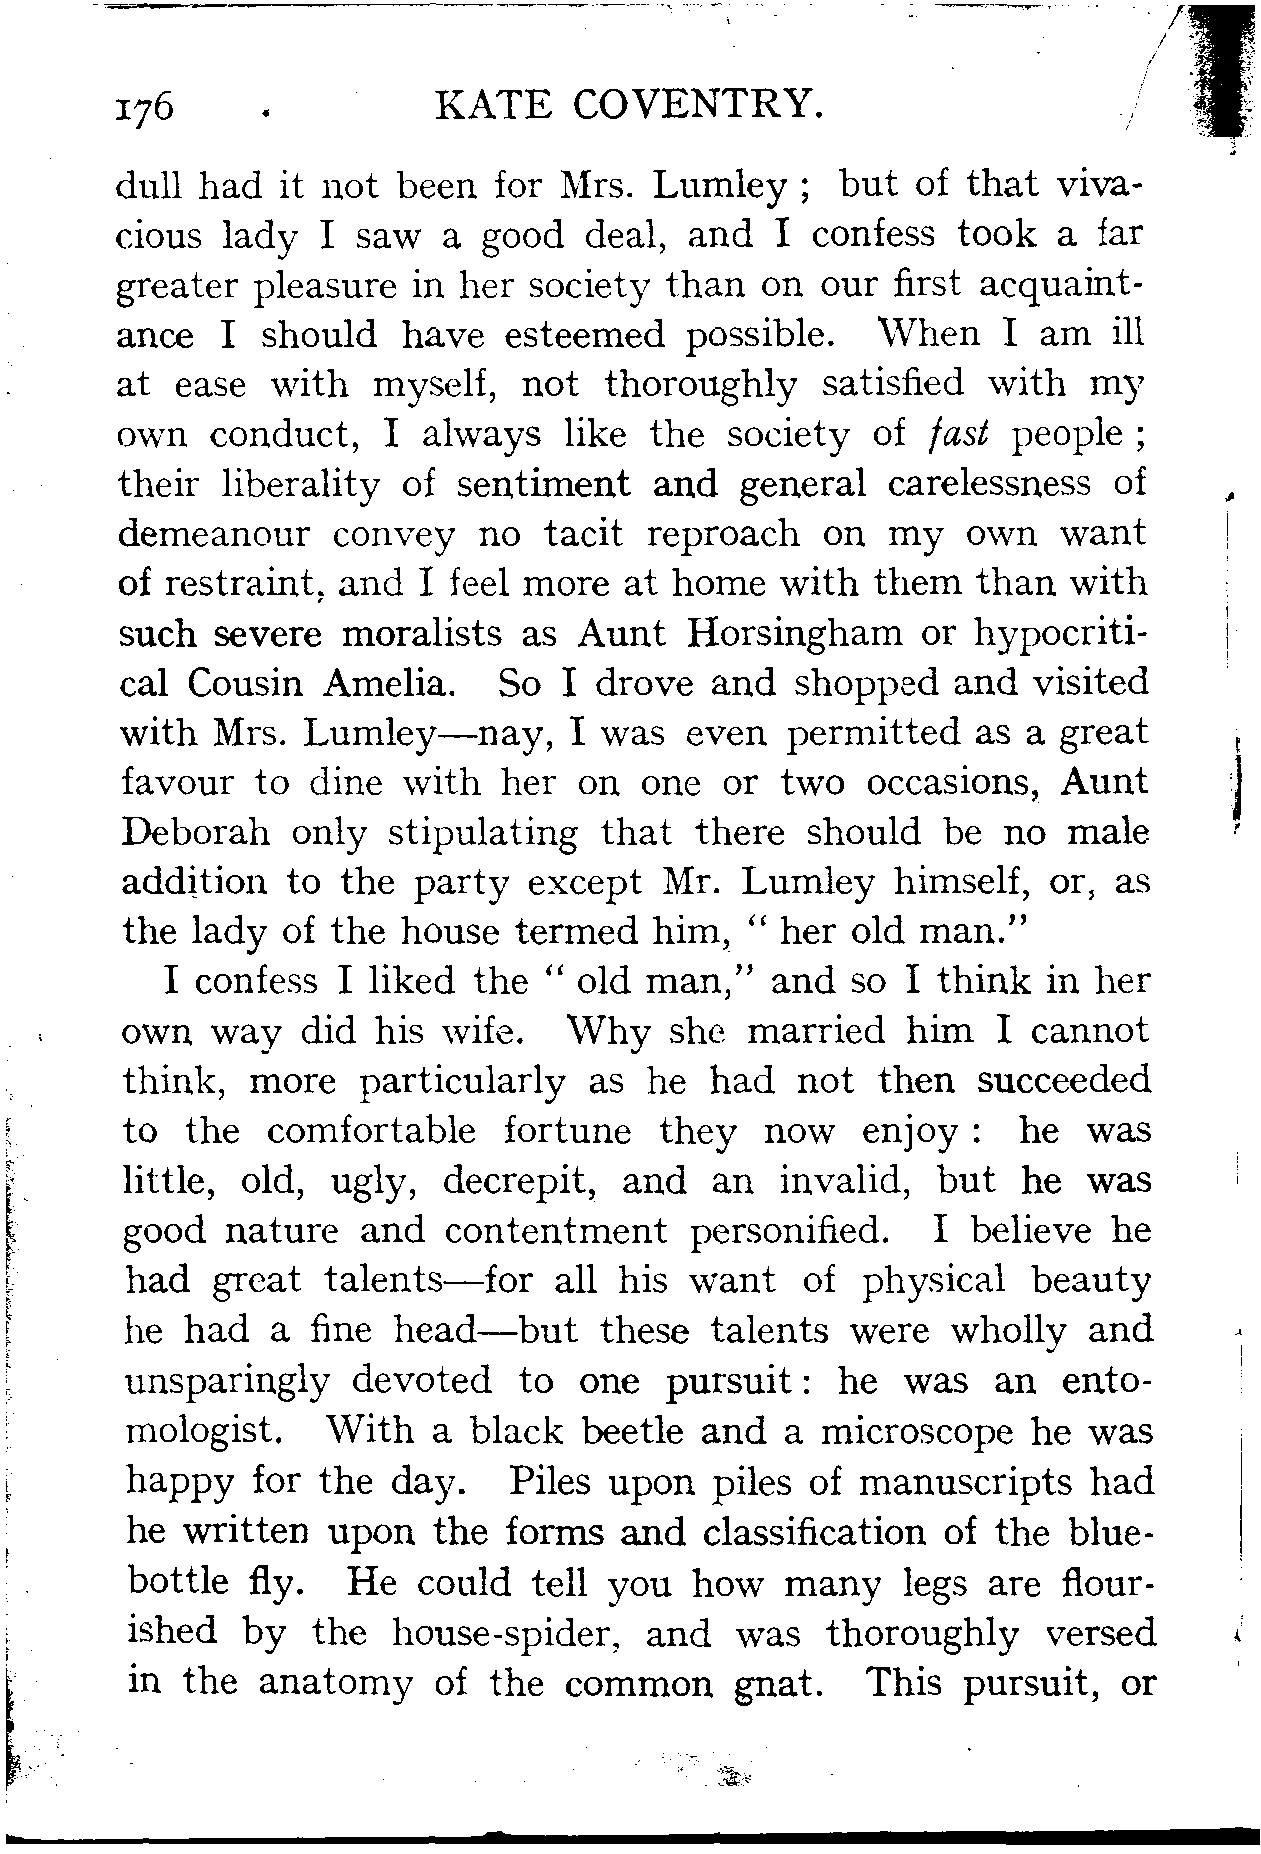 176 KATE COVENTRY.
dull had it not been for Mrs. Lumley ; but of that viva-
cious lady I saw a good deal, and I confess took a far
greater pleasure in her society than on our first acquaint-
ance I should have esteemed possible. When I am ill
at ease with myself, not thoroughly satisfied with my
own conduct, I always like the society of fast people ;
their liberality of sentiment and general carelessness of
demeanour convey no tacit reproach on my own want
of restraint, and I feel more at home with them than with
such severe moralists as Aunt Horsingham or hypocriti-
cal Cousin Amelia. So I drove and shopped and visited
with Mrs. Lumley—nay, I was even permitted as a great
favour to dine with her on one or two occasions, Aunt
Deborah only stipulating that there should be no male
addition to the party except Mr. Lumley himself, or, as
the lady of the house termed him, “ her old man.”
I confess I liked the “ old man,” and so I think in her
own way did his wife. Why she married him I cannot
think, more particularly as he had not then succeeded
to the comfortable fortune they now enjoy : he was
little, old, ugly, decrepit, and an invalid, but he was
good nature and contentment personified. I believe he
had great talents—for all his want of physical beauty
he had a fine head—but these talents were wholly and
unsparingly devoted to one pursuit : he was an ento-
mologist. With a black beetle and a microscope he was
happy for the day. Piles upon piles of manuscripts had
he written upon the forms and classification of the blue-
bottle fly. He could tell you how many legs are flour-
ished by the house-spider, and was thoroughly versed
in the anatomy of the common gnat. This pursuit, or